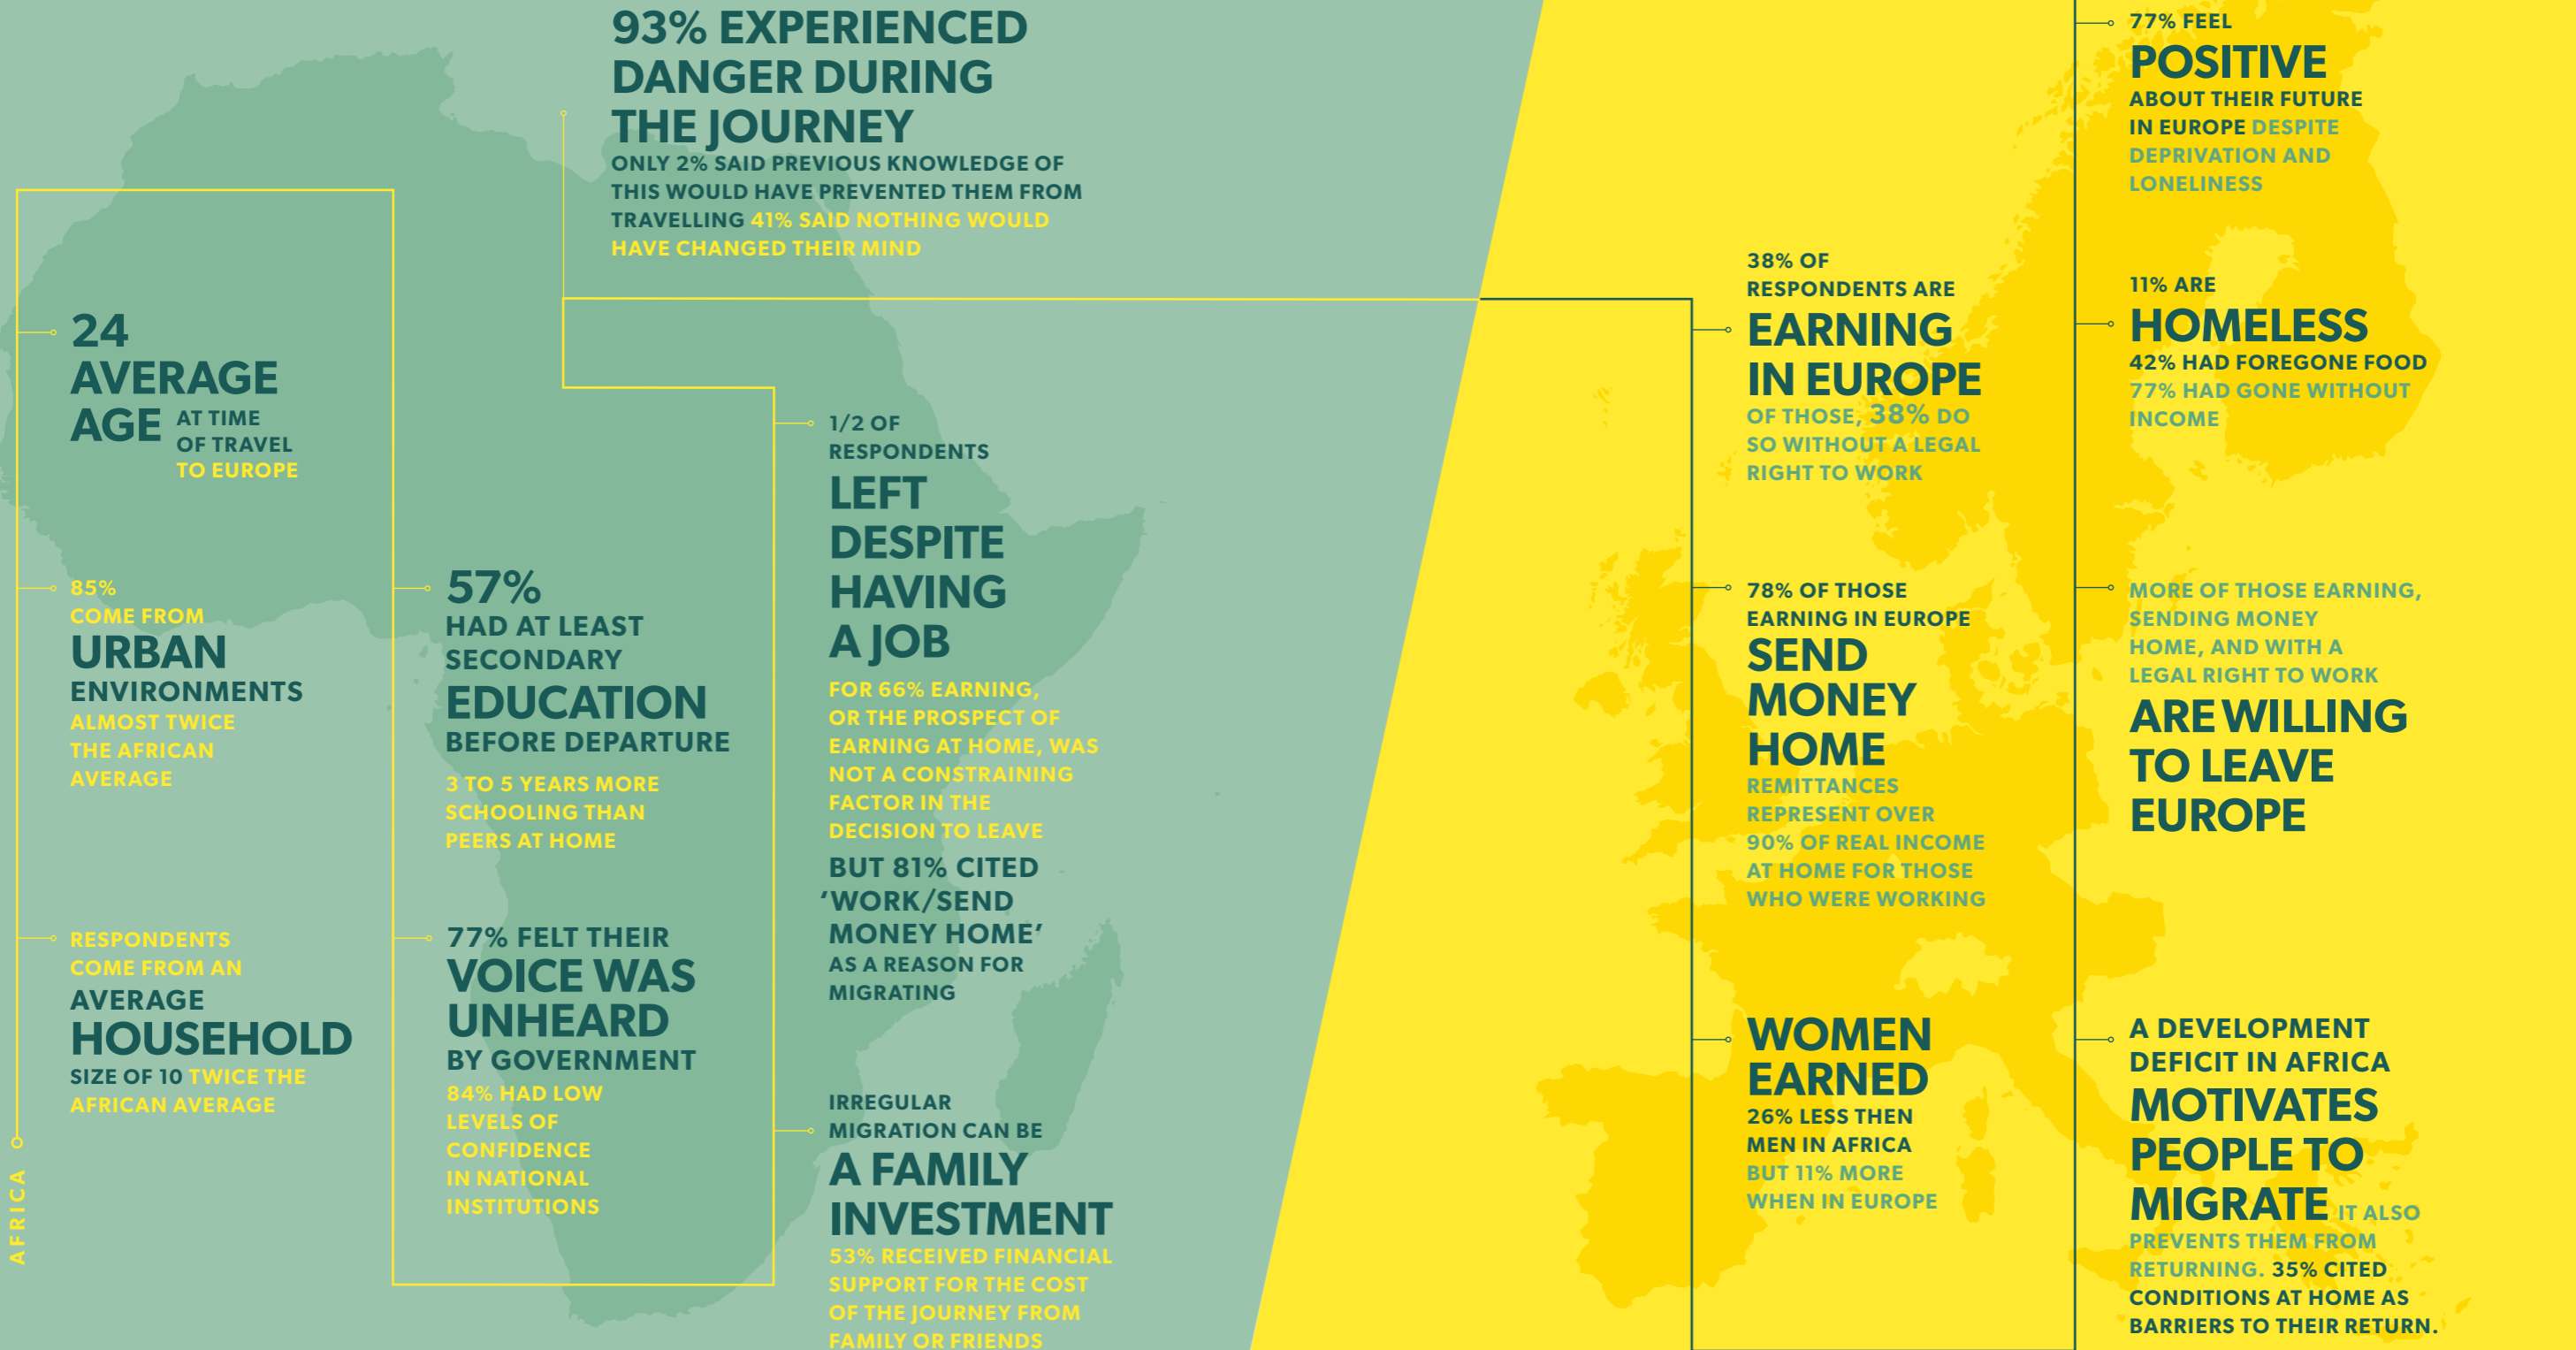 AFRICA
24
AVERAGE
AGE AT TIME
OF TRAVEL
TO EUROPE
85%
COME FROM
URBAN
ENVIRONMENTS
ALMOST TWICE
THE AFRICAN
AVERAGE
RESPONDENTS
COME FROM AN
AVERAGE
HOUSEHOLD
SIZE OF 10 TWICE THE
AFRICAN AVERAGE
57%
HAD AT LEAST
SECONDARY
EDUCATION
BEFORE DEPARTURE
3 TO 5 YEARS MORE
SCHOOLING THAN
PEERS AT HOME
77% FELT THEIR
VOICE WAS
UNHEARD
BY GOVERNMENT
84% HAD LOW
LEVELS OF
CONFIDENCE
IN NATIONAL
INSTITUTIONS
1/2 OF
RESPONDENTS
LEFT
DESPITE
HAVING
A JOB
FOR 66% EARNING,
OR THE PROSPECT OF
EARNING AT HOME, WAS
NOT A CONSTRAINING
FACTOR IN THE
DECISION TO LEAVE
BUT 81% CITED
‘WORK/SEND
MONEY HOME’
AS A REASON FOR
MIGRATING
IRREGULAR
MIGRATION CAN BE
A FAMILY
INVESTMENT
53% RECEIVED FINANCIAL
SUPPORT FOR THE COST
OF THE JOURNEY FROM
FAMILY OR FRIENDS
93% EXPERIENCED
DANGER DURING
THE JOURNEY
ONLY 2% SAID PREVIOUS KNOWLEDGE OF
THIS WOULD HAVE PREVENTED THEM FROM
TRAVELLING 41% SAID NOTHING WOULD
HAVE CHANGED THEIR MIND
38% OF
RESPONDENTS ARE
EARNING
IN EUROPE
OF THOSE, 38% DO
SO WITHOUT A LEGAL
RIGHT TO WORK
78% OF THOSE
EARNING IN EUROPE
SEND
MONEY
HOME
REMITTANCES
REPRESENT OVER
90% OF REAL INCOME
AT HOME FOR THOSE
WHO WERE WORKING
WOMEN
EARNED
26% LESS THEN
MEN IN AFRICA
BUT 11% MORE
WHEN IN EUROPE
77% FEEL
POSITIVE
ABOUT THEIR FUTURE
IN EUROPE DESPITE
DEPRIVATION AND
LONELINESS
11% ARE
HOMELESS
42% HAD FOREGONE FOOD
77% HAD GONE WITHOUT
INCOME
MORE OF THOSE EARNING,
SENDING MONEY
HOME, AND WITH A
LEGAL RIGHT TO WORK
ARE WILLING
TO LEAVE
EUROPE
A DEVELOPMENT
DEFICIT IN AFRICA
MOTIVATES
PEOPLE TO
MIGRATE IT ALSO
PREVENTS THEM FROM
RETURNING. 35% CITED
CONDITIONS AT HOME AS
BARRIERS TO THEIR RETURN.